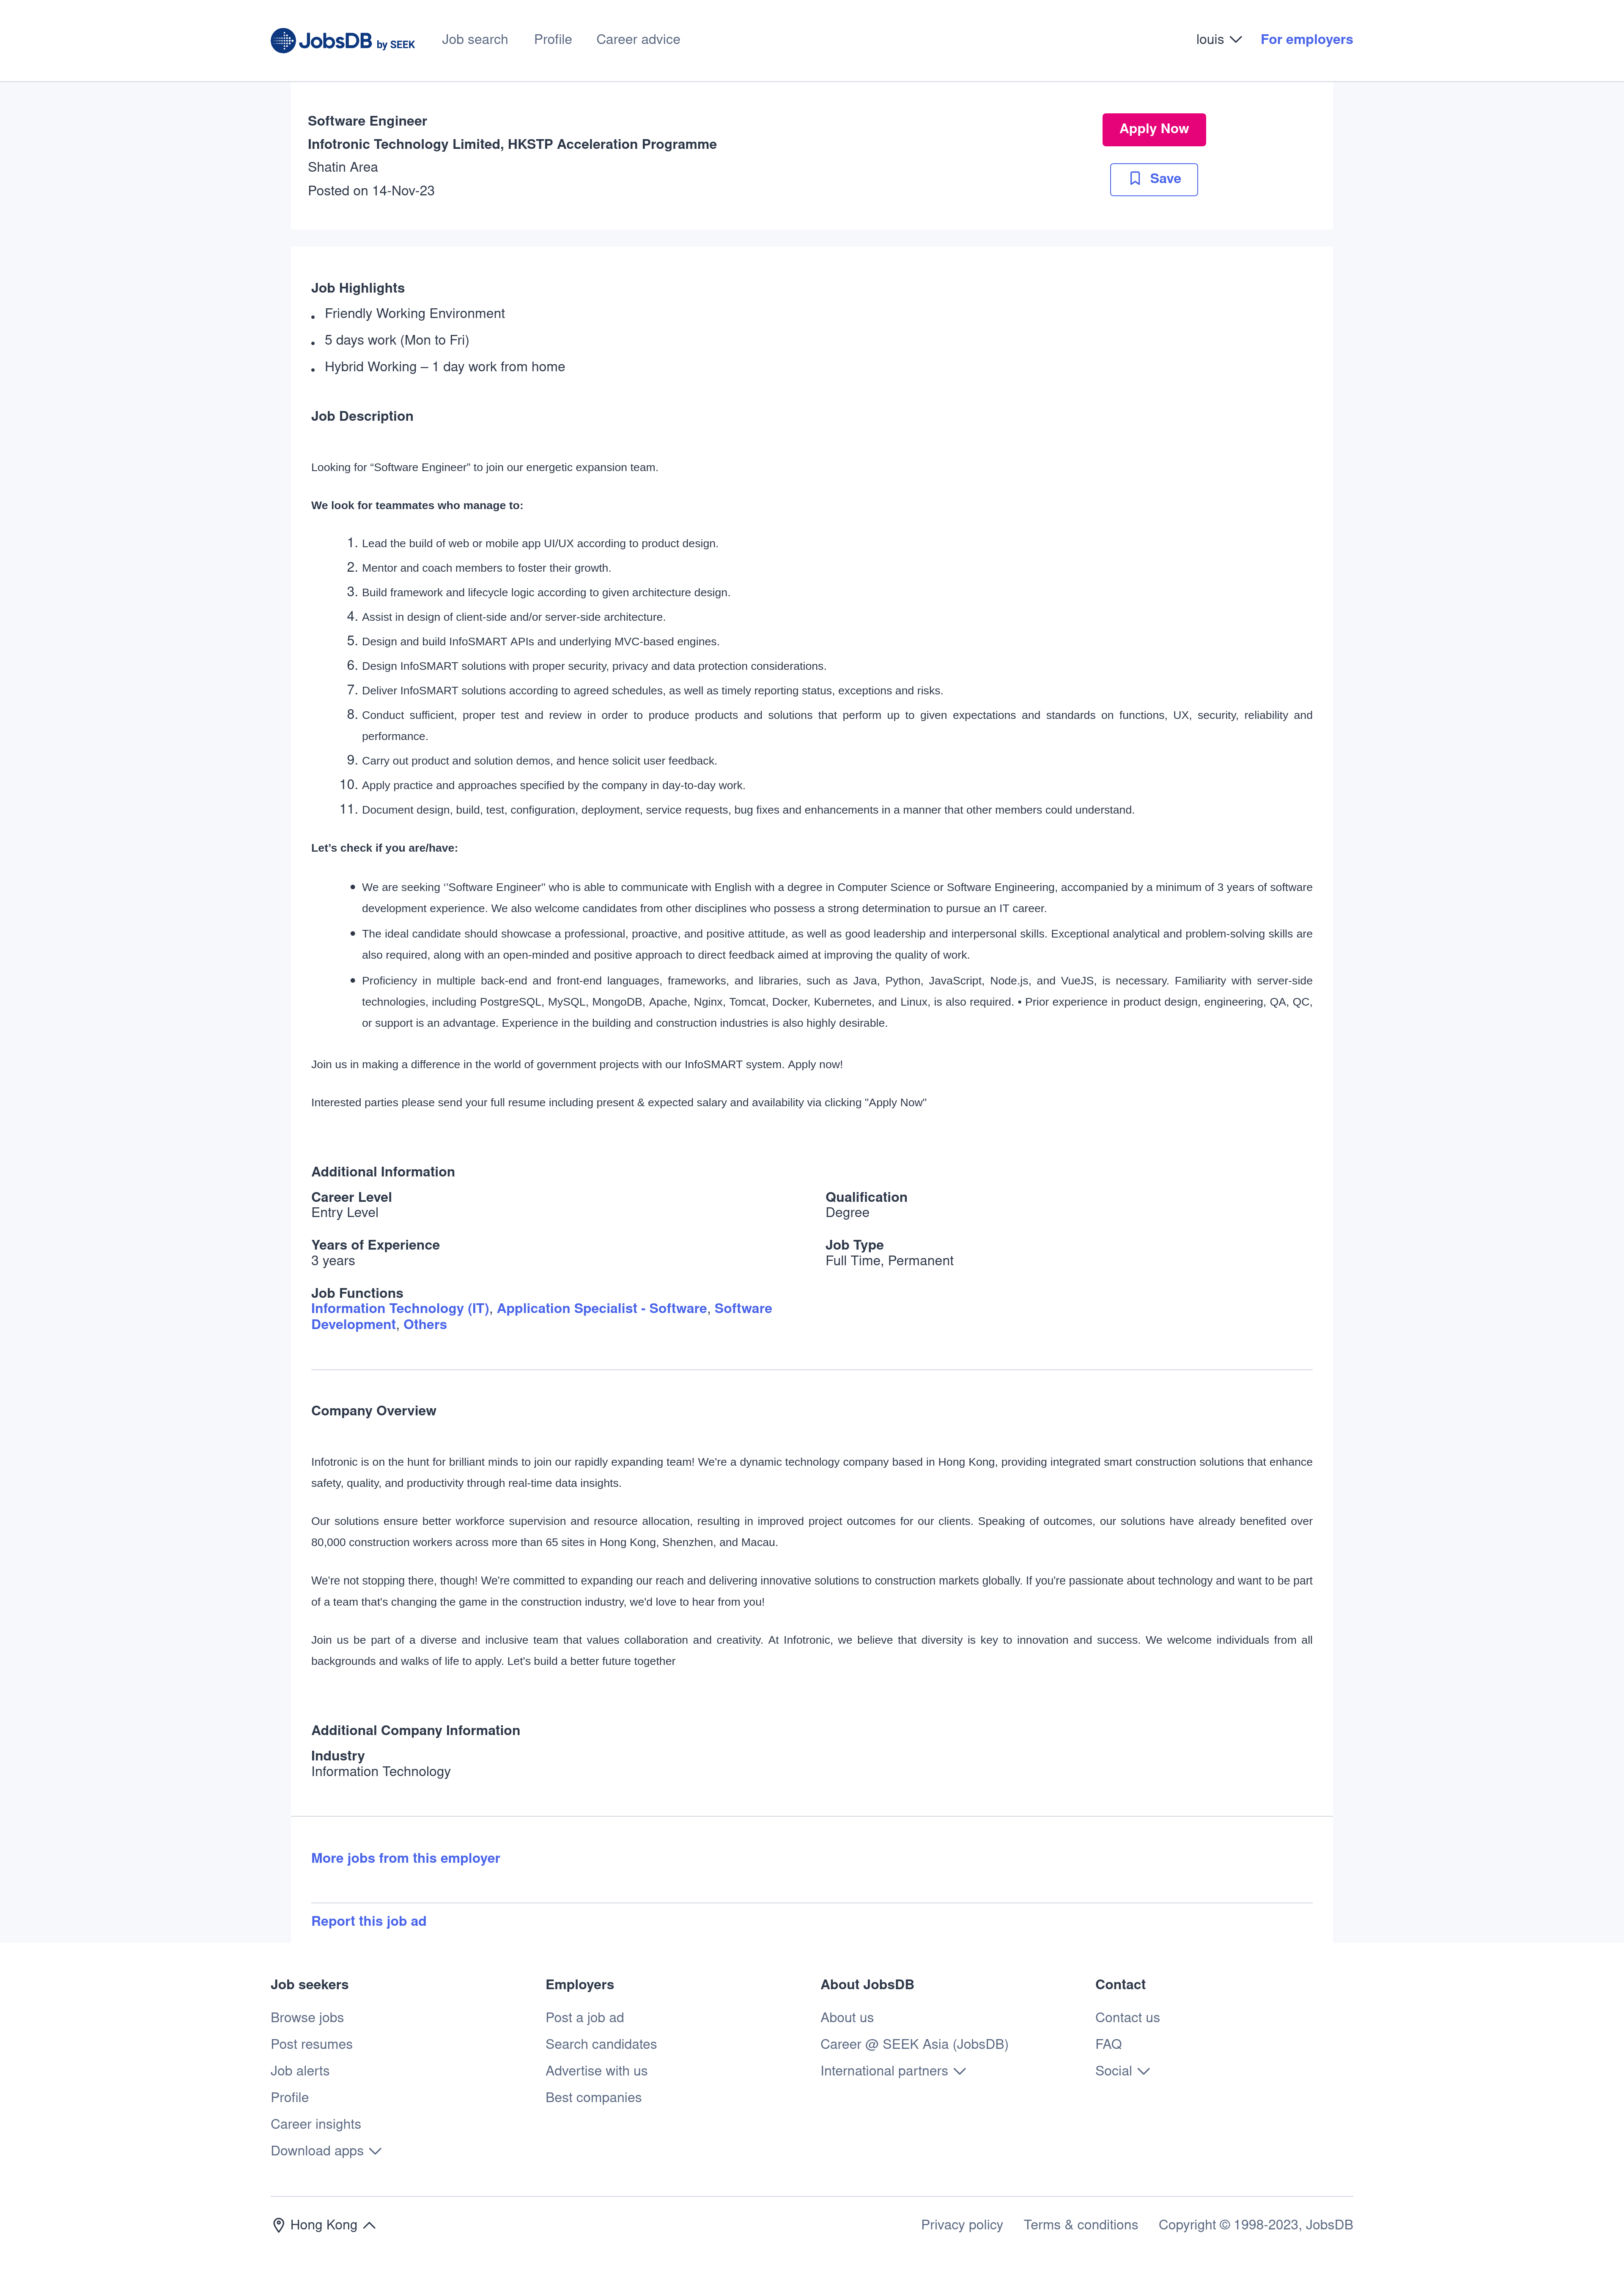 JobsDB by SEEK
Job search
Profile
Career advice
louis
For employers
Software Engineer
Infotronic Technology Limited, HKSTP Acceleration Programme
Shatin Area
Posted on 14-Nov-23
Apply Now
Save
Job Highlights
• Friendly Working Environment
• 5 days work (Mon to Fri)
• Hybrid Working – 1 day work from home
Job Description
Looking for “Software Engineer” to join our energetic expansion team.
We look for teammates who manage to:
1. Lead the build of web or mobile app UI/UX according to product design.
2. Mentor and coach members to foster their growth.
3. Build framework and lifecycle logic according to given architecture design.
4. Assist in design of client-side and/or server-side architecture.
5. Design and build InfoSMART APIs and underlying MVC-based engines.
6. Design InfoSMART solutions with proper security, privacy and data protection considerations.
7. Deliver InfoSMART solutions according to agreed schedules, as well as timely reporting status, exceptions and risks.
8. Conduct sufficient, proper test and review in order to produce products and solutions that perform up to given expectations and standards on functions, UX, security, reliability and
performance.
9. Carry out product and solution demos, and hence solicit user feedback.
10. Apply practice and approaches specified by the company in day-to-day work.
11. Document design, build, test, configuration, deployment, service requests, bug fixes and enhancements in a manner that other members could understand.
Let’s check if you are/have:
• We are seeking ‘’Software Engineer'' who is able to communicate with English with a degree in Computer Science or Software Engineering, accompanied by a minimum of 3 years of software
development experience. We also welcome candidates from other disciplines who possess a strong determination to pursue an IT career.
• The ideal candidate should showcase a professional, proactive, and positive attitude, as well as good leadership and interpersonal skills. Exceptional analytical and problem-solving skills are
also required, along with an open-minded and positive approach to direct feedback aimed at improving the quality of work.
• Proficiency in multiple back-end and front-end languages, frameworks, and libraries, such as Java, Python, JavaScript, Node.js, and VueJS, is necessary. Familiarity with server-side
technologies, including PostgreSQL, MySQL, MongoDB, Apache, Nginx, Tomcat, Docker, Kubernetes, and Linux, is also required. • Prior experience in product design, engineering, QA, QC,
or support is an advantage. Experience in the building and construction industries is also highly desirable.
Join us in making a difference in the world of government projects with our InfoSMART system. Apply now!
Interested parties please send your full resume including present & expected salary and availability via clicking "Apply Now"
Additional Information
Career Level
Entry Level
Qualification
Degree
Years of Experience
3 years
Job Type
Full Time, Permanent
Job Functions
Information Technology (IT), Application Specialist - Software, Software
Development, Others
Company Overview
Infotronic is on the hunt for brilliant minds to join our rapidly expanding team! We're a dynamic technology company based in Hong Kong, providing integrated smart construction solutions that enhance
safety, quality, and productivity through real-time data insights.
Our solutions ensure better workforce supervision and resource allocation, resulting in improved project outcomes for our clients. Speaking of outcomes, our solutions have already benefited over
80,000 construction workers across more than 65 sites in Hong Kong, Shenzhen, and Macau.
We're not stopping there, though! We're committed to expanding our reach and delivering innovative solutions to construction markets globally. If you're passionate about technology and want to be part
of a team that's changing the game in the construction industry, we'd love to hear from you!
Join us be part of a diverse and inclusive team that values collaboration and creativity. At Infotronic, we believe that diversity is key to innovation and success. We welcome individuals from all
backgrounds and walks of life to apply. Let's build a better future together
Additional Company Information
Industry
Information Technology
More jobs from this employer
Report this job ad
Job seekers
Browse jobs
Post resumes
Job alerts
Profile
Career insights
Download apps
Employers
Post a job ad
Search candidates
Advertise with us
Best companies
About JobsDB
About us
Career @ SEEK Asia (JobsDB)
International partners
Contact
Contact us
FAQ
Social
Hong Kong
Privacy policy
Terms & conditions
Copyright © 1998-2023, JobsDB